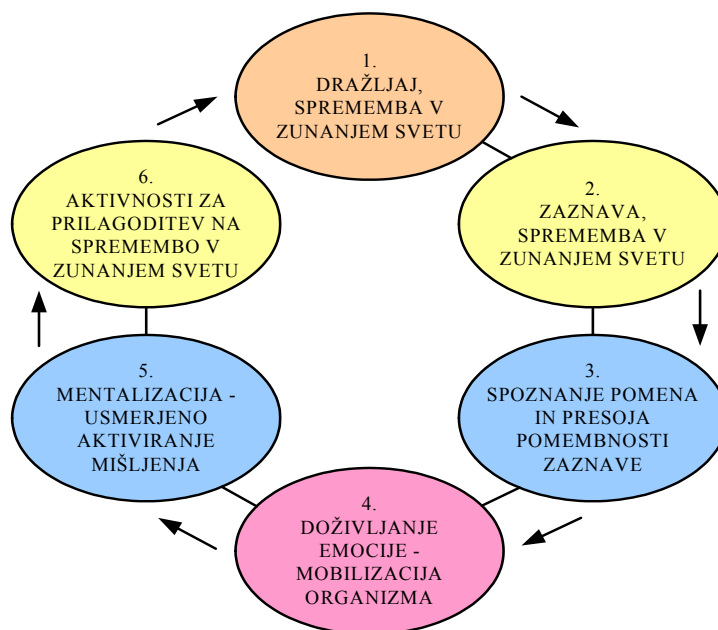 1.
DRAŽLJAJ,
SPREMEMBA V
ZUNANJEM SVETU
2.
ZAZNAVA,
SPREMEMBA V
ZUNANJEM SVETU
3.
SPOZNANJE POMENA
IN PRESOJA
POMEMBNOSTI
ZAZNAVE
4.
DOŽIVLJANJE
EMOCIJE -
MOBILIZACIJA
ORGANIZMA
5.
MENTALIZACIJA -
USMERJENO
AKTIVIRANJE
MIŠLJENJA
6.
AKTIVNOSTI ZA
PRILAGODITEV NA
SPREMEMBO V
ZUNANJEM SVETU